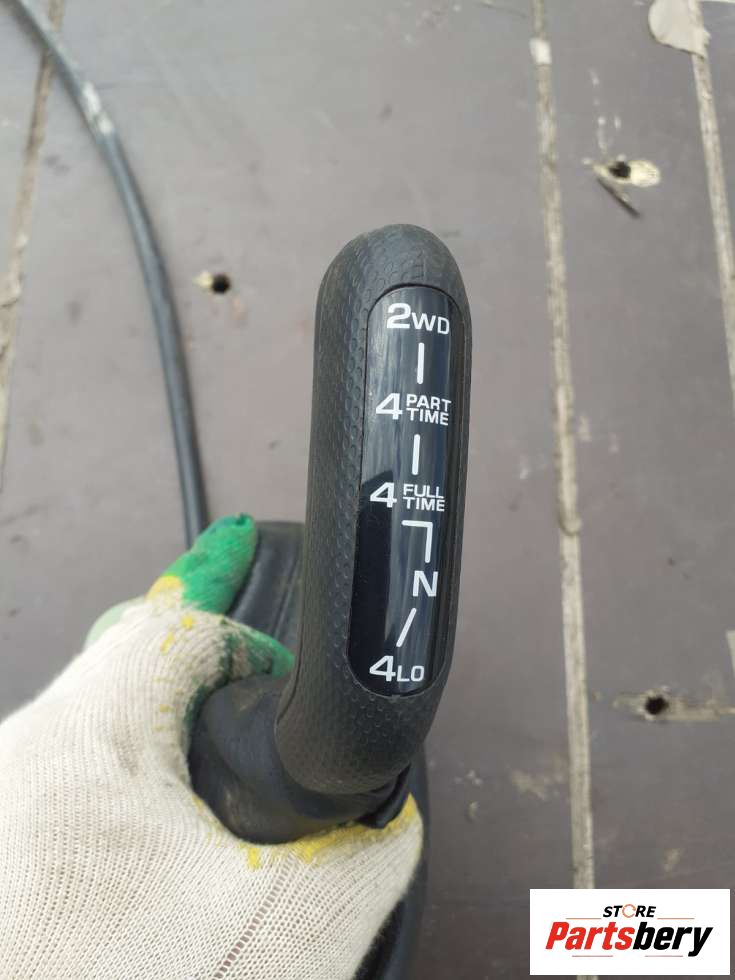 2WD
4 PART TIME
4 FULL TIME
N
4LO
STORE
Partsbery